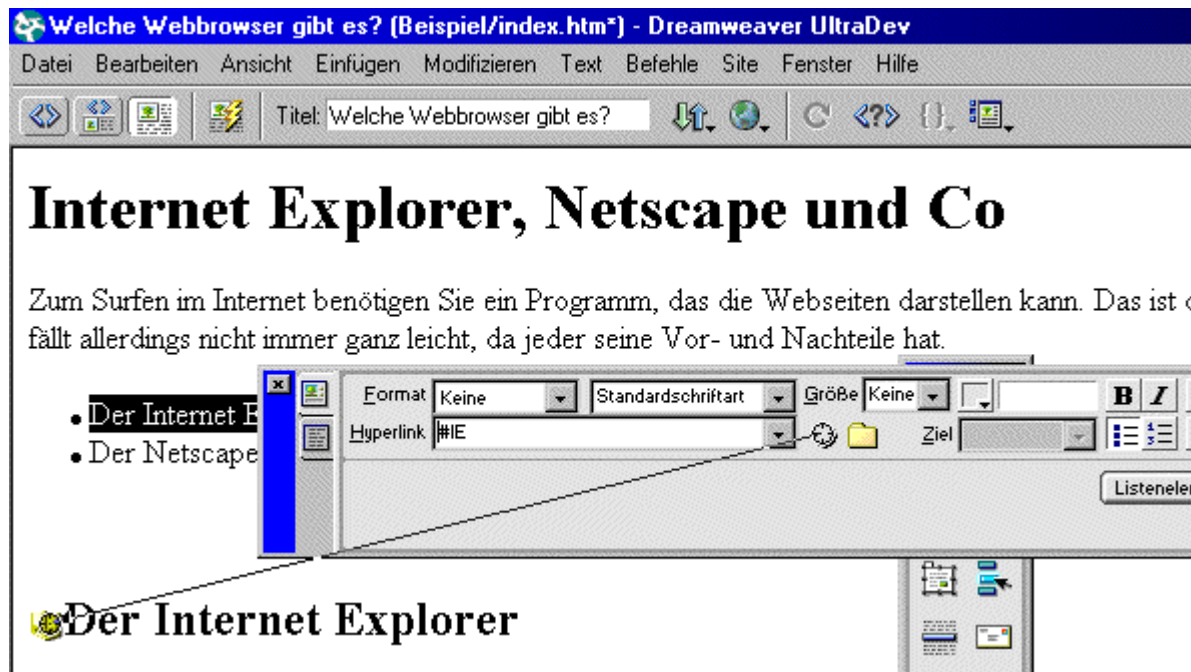 Welche Webbrowser gibt es? (Beispiel/index.htm*) - Dreamweaver UltraDev
Datei Bearbeiten Ansicht Einfügen Modifizieren Text Befehle Site Fenster Hilfe
Titel: Welche Webbrowser gibt es?
Internet Explorer, Netscape und Co
Zum Surfen im Internet benötigen Sie ein Programm, das die Webseiten darstellen kann. Das ist
fällt allerdings nicht immer ganz leicht, da jeder seine Vor- und Nachteile hat.
Format Keine Standardschriftart Größe Keine B I
Der Internet E
Hyperlink #IE Ziel
Der Netscape
Listenele
Der Internet Explorer